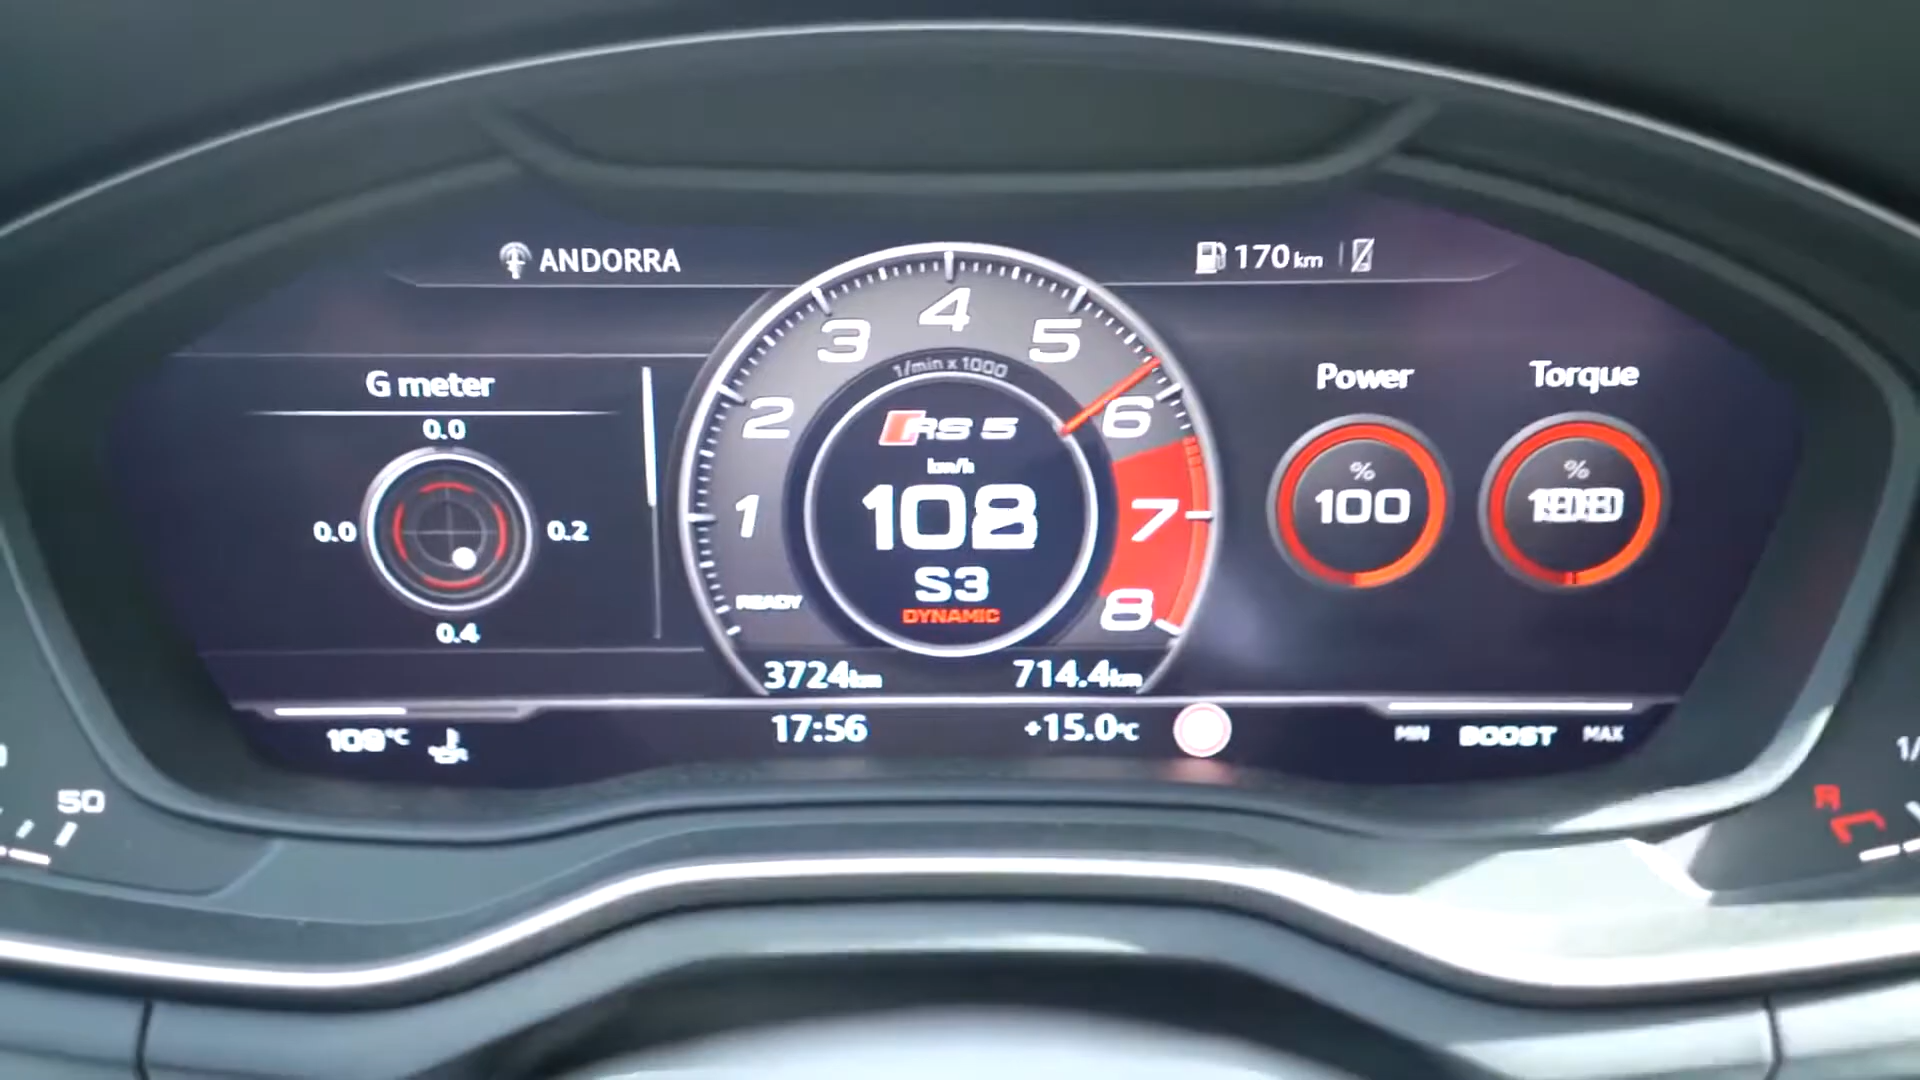 ANDORRA
170 km
G meter
0.0
0.0
0.2
0.4
1/min x 1000
1
2
3
4
5
6
7
8
RS 5
km/h
108
S3
DYNAMIC
READY
Power
%
100
Torque
%
3724km
714.4km
17:56
+15.0°C
°C
MIN BOOST MAX
50